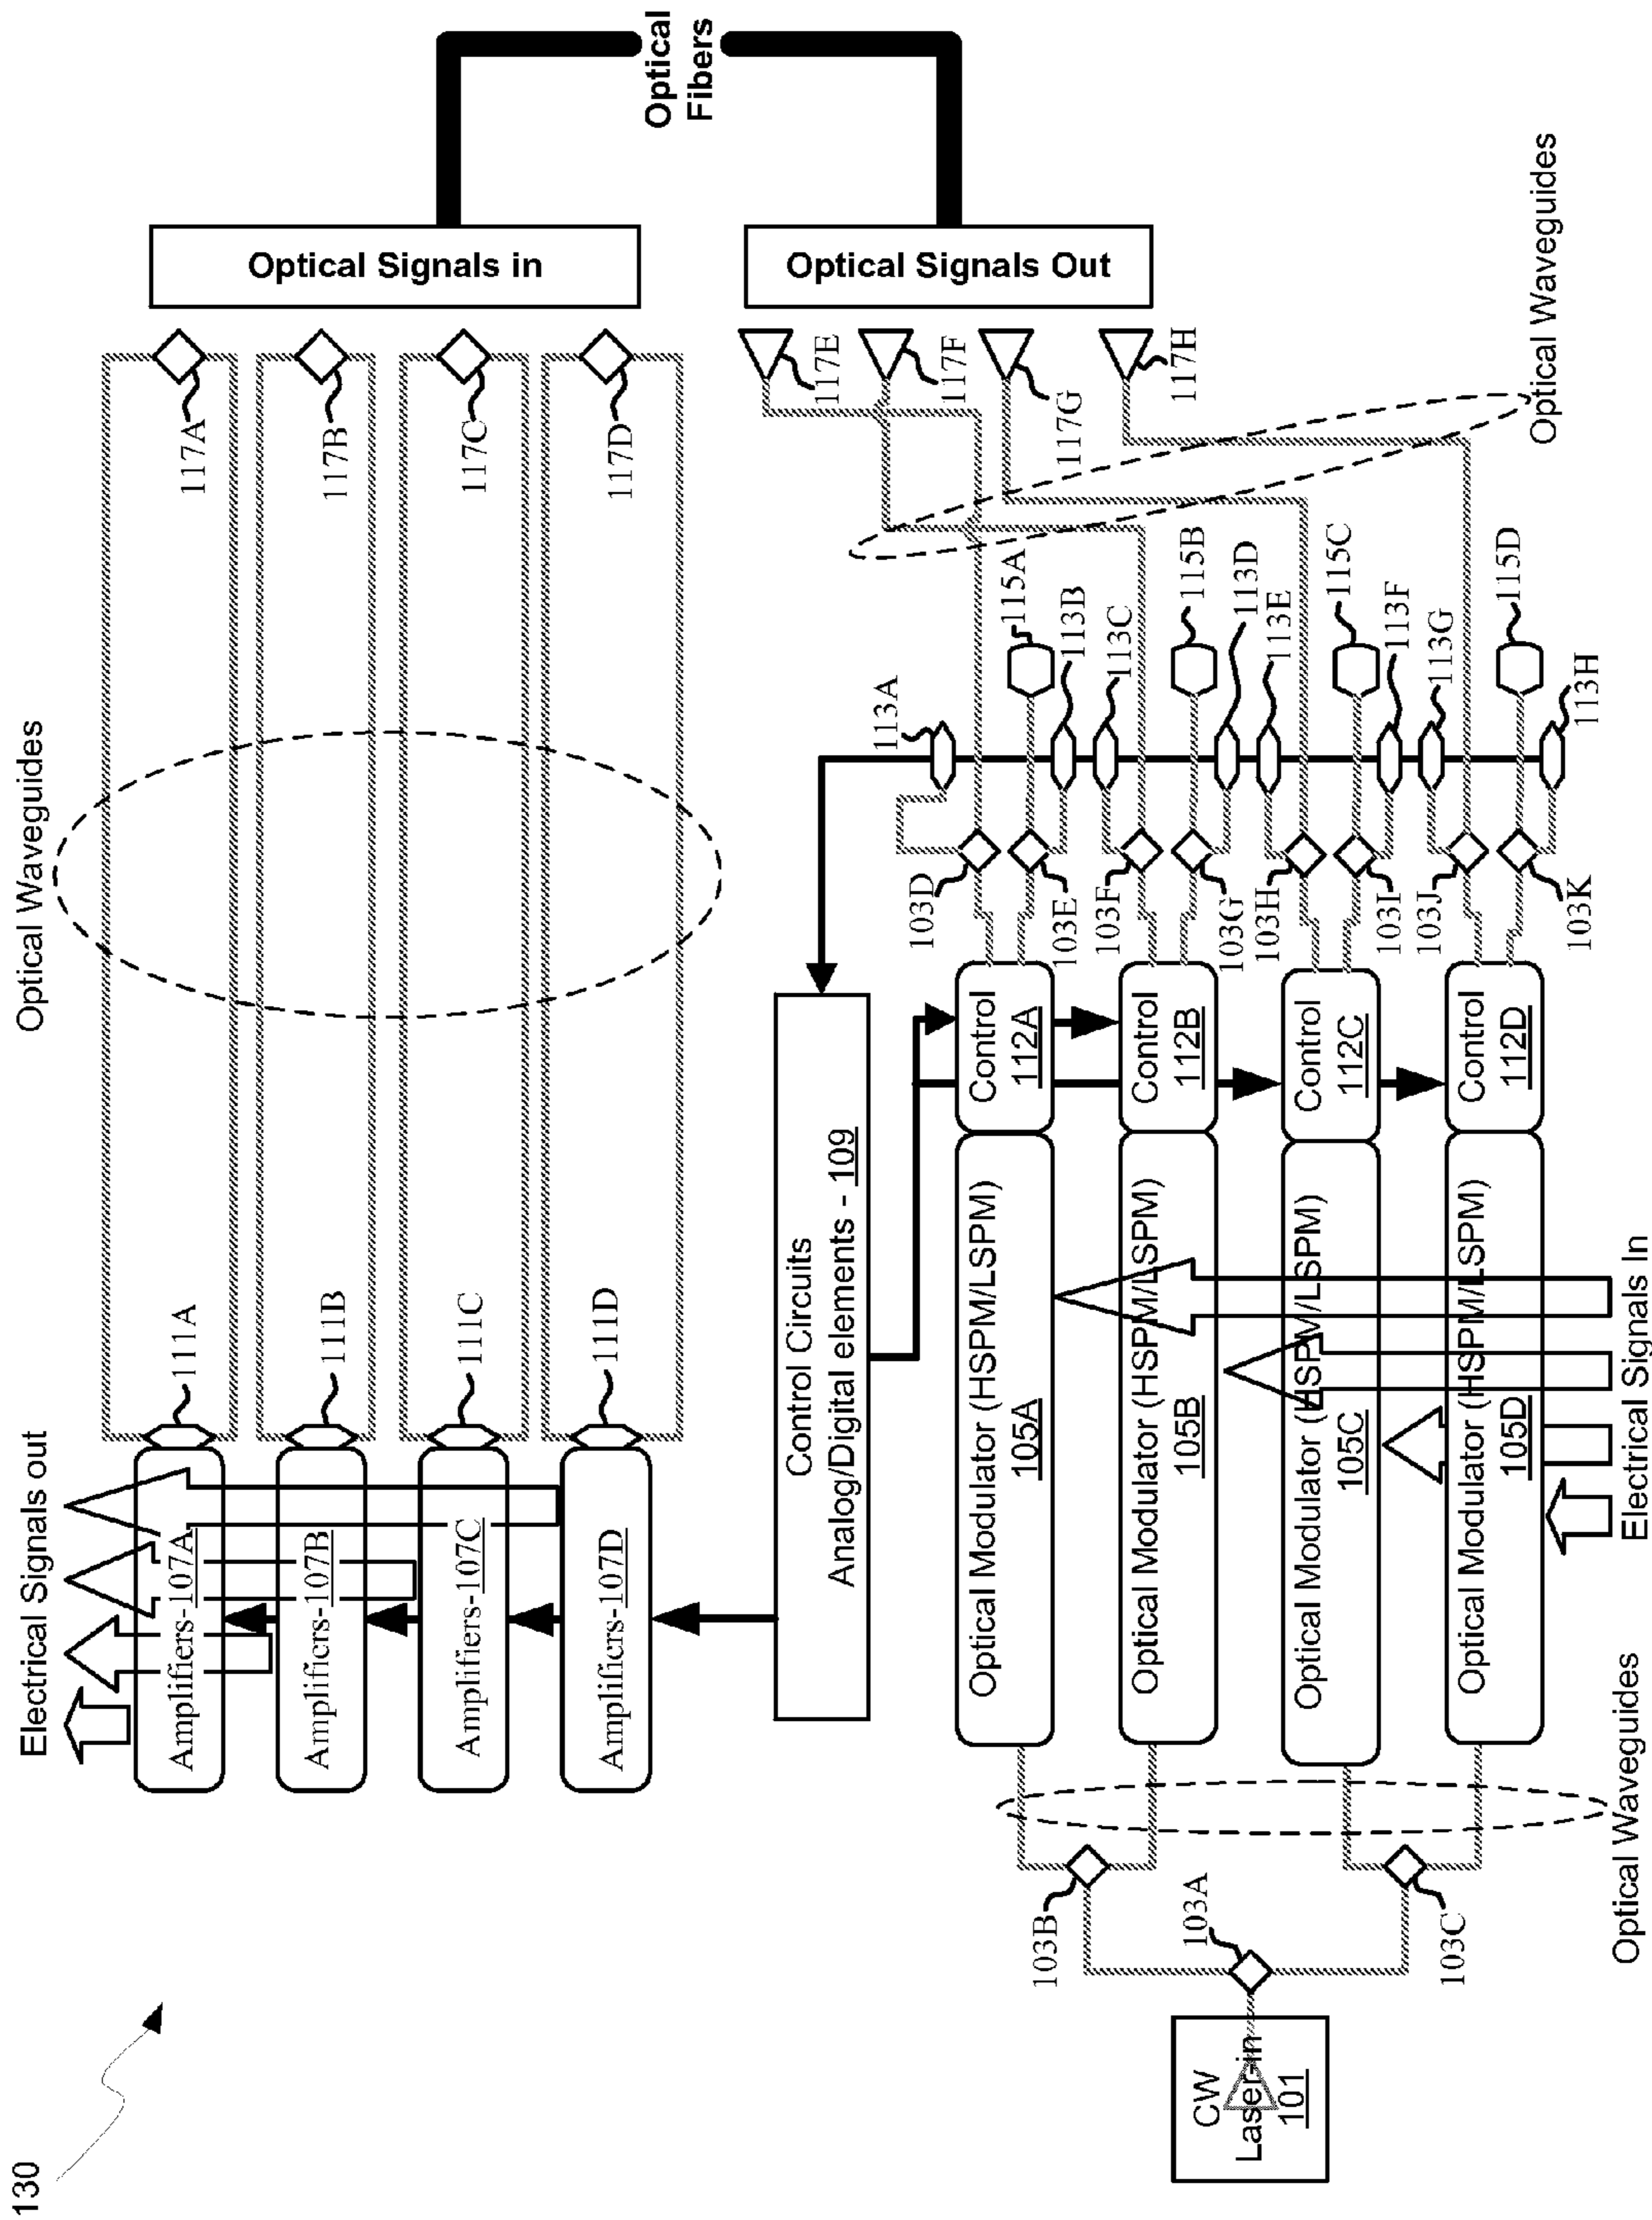 130
Electrical Signals out
Optical Waveguides
Amplifiers-107A
111A
117A
Amplifiers-107B
111B
117B
Amplifiers-107C
111C
117C
Amplifiers-107D
111D
117D
Optical Signals in
Optical
Fibers
Control Circuits
Analog/Digital elements - 109
Optical Signals Out
117E
117F
117G
117H
Optical Waveguides
CW
Laser-in
101
103A
103B
103C
Optical Waveguides
Optical Modulator (HSPM/LSPM)
105A
Control
112A
103D
113A
115A
103E
113B
Optical Modulator (HSPM/LSPM)
105B
Control
112B
103F
113C
115B
103G
113D
Optical Modulator (HSPM/LSPM)
105C
Control
112C
103H
113E
115C
103I
113F
Optical Modulator (HSPM/LSPM)
105D
Control
112D
103J
113G
115D
103K
113H
Electrical Signals In